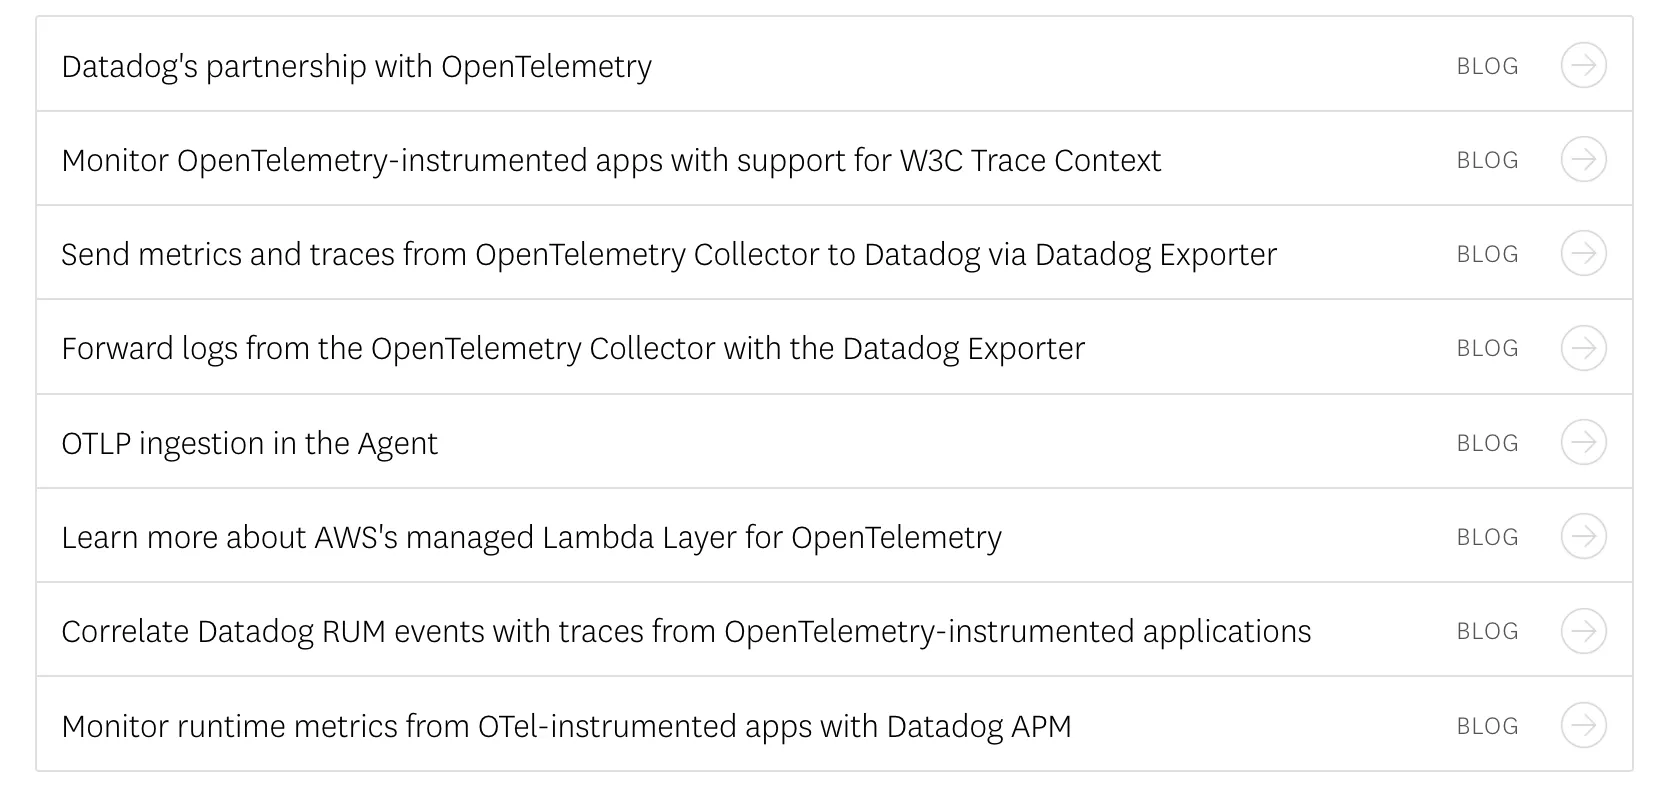 Datadog's partnership with OpenTelemetry BLOG
Monitor OpenTelemetry-instrumented apps with support for W3C Trace Context BLOG
Send metrics and traces from OpenTelemetry Collector to Datadog via Datadog Exporter BLOG
Forward logs from the OpenTelemetry Collector with the Datadog Exporter BLOG
OTLP ingestion in the Agent BLOG
Learn more about AWS's managed Lambda Layer for OpenTelemetry BLOG
Correlate Datadog RUM events with traces from OpenTelemetry-instrumented applications BLOG
Monitor runtime metrics from OTel-instrumented apps with Datadog APM BLOG